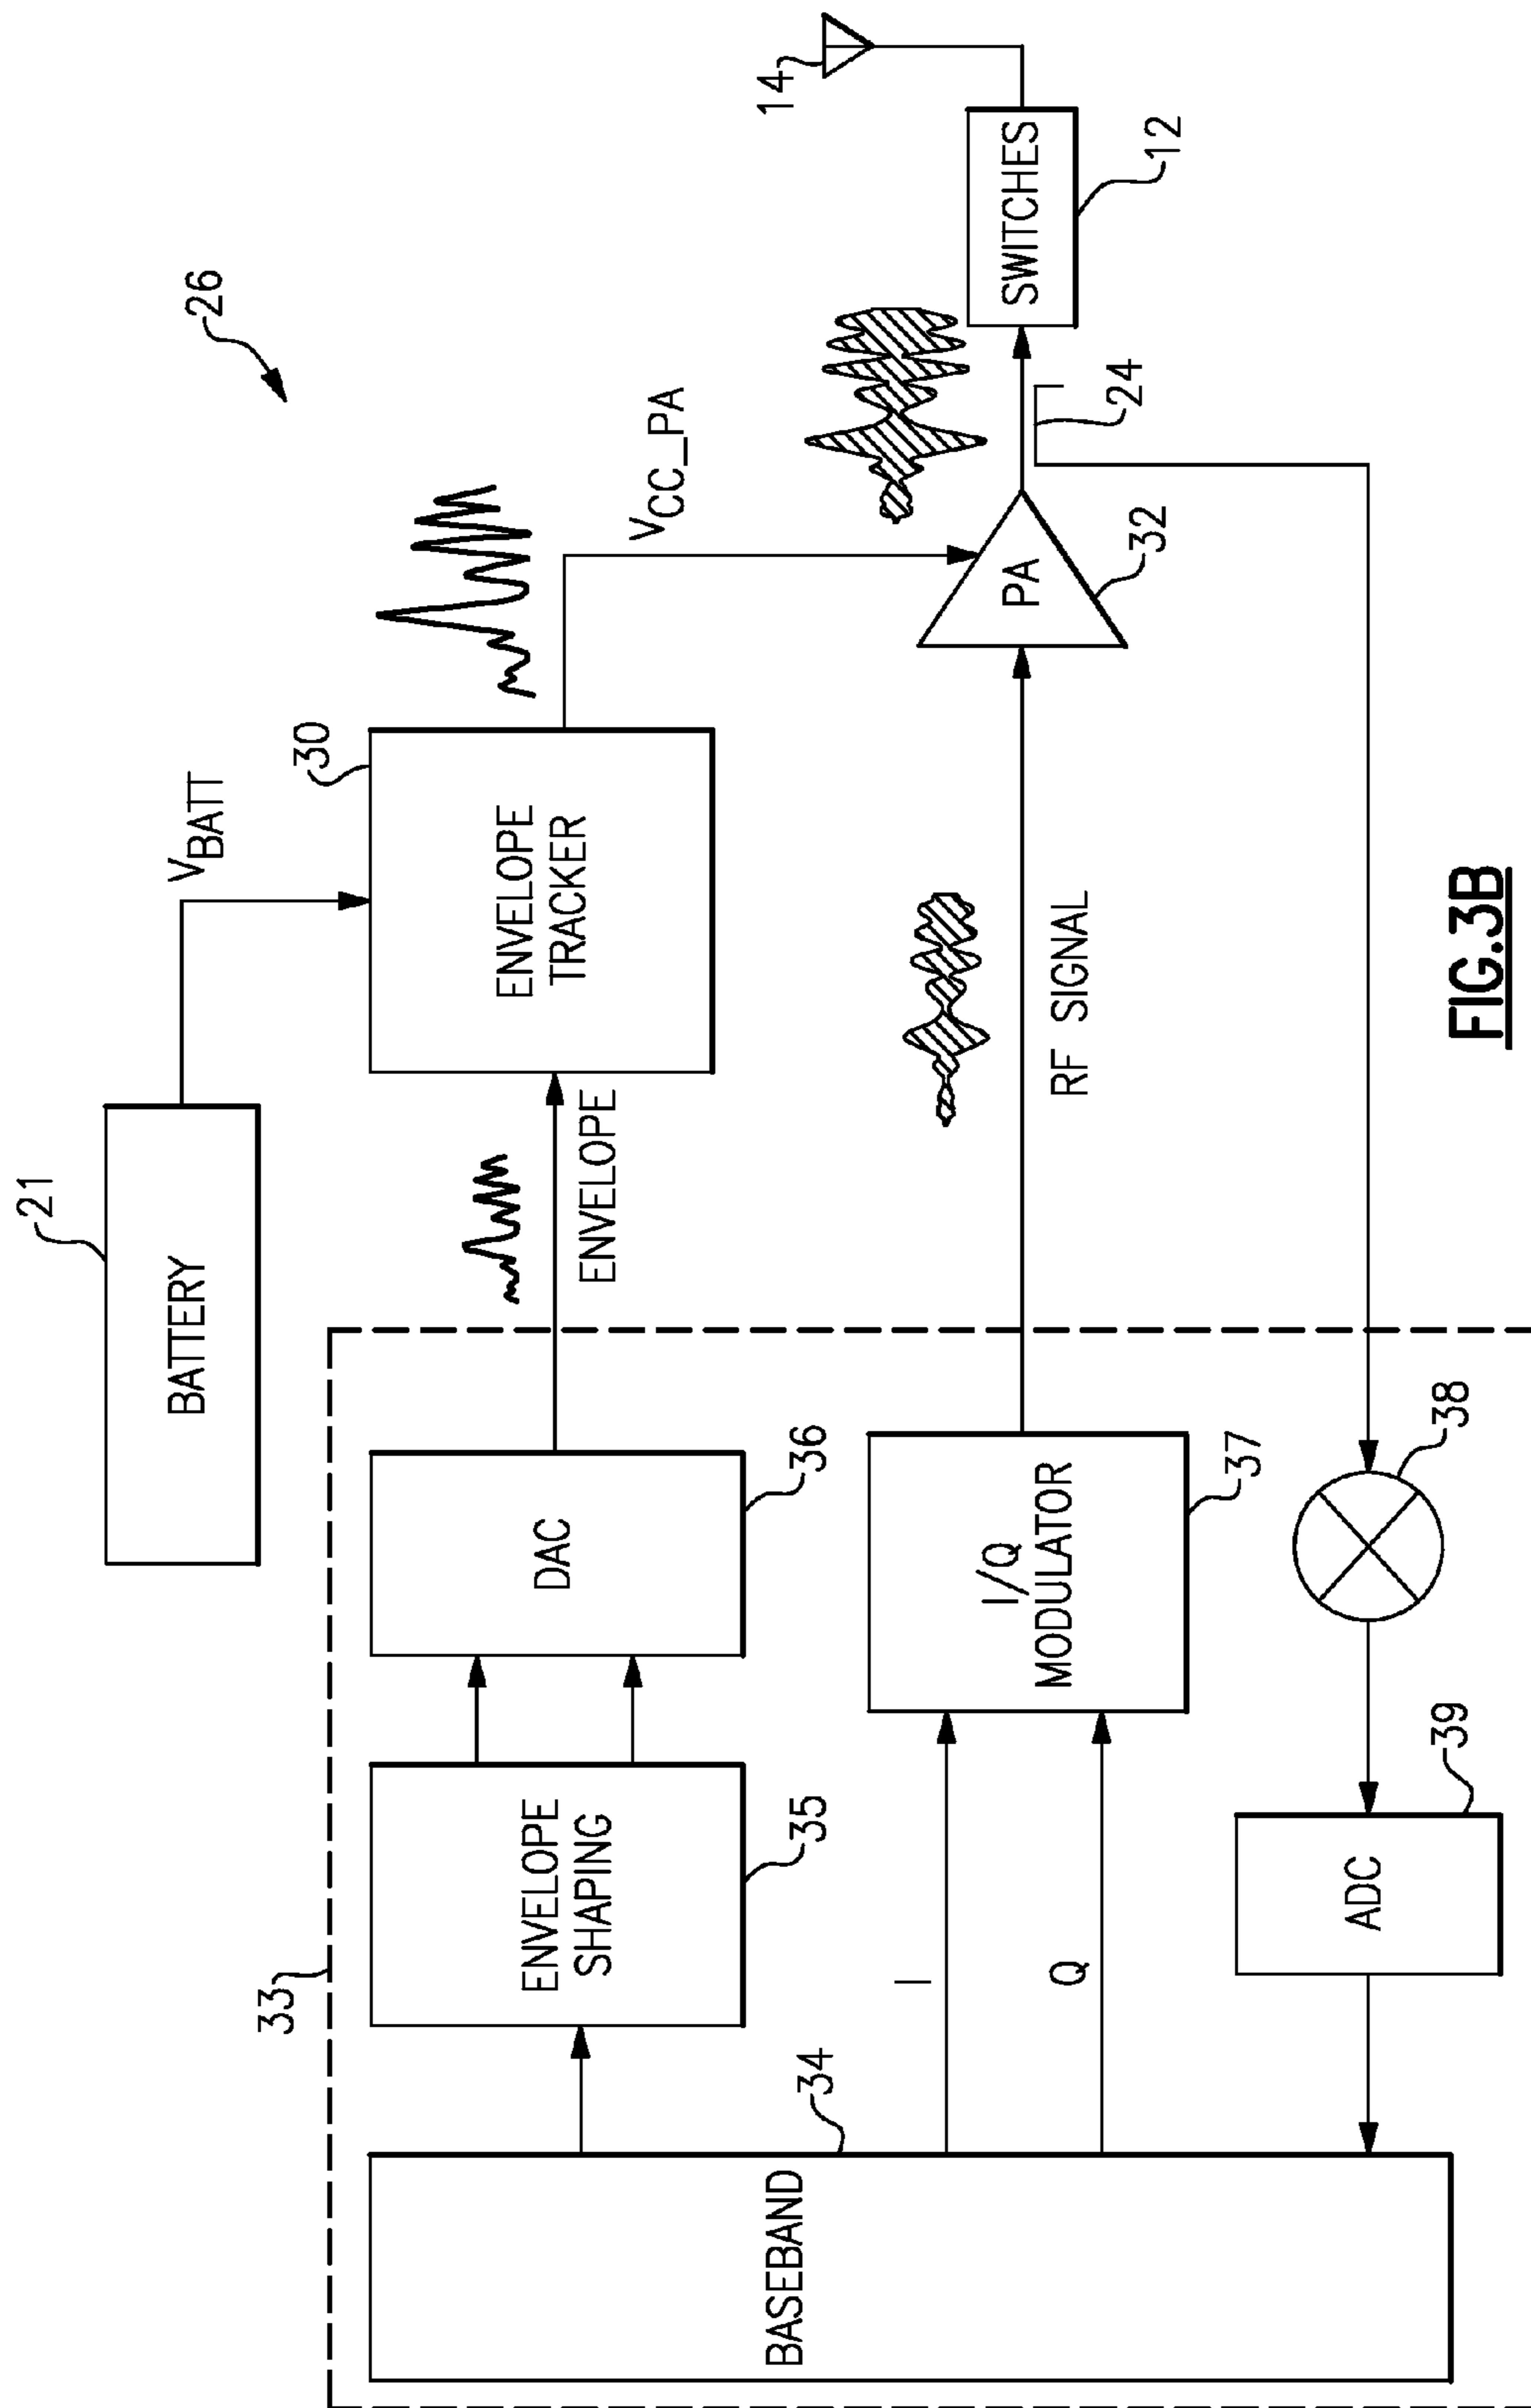 26
21
BATTERY
VBATT
33
30
ENVELOPE
SHAPING
35
DAC
36
ENVELOPE
ENVELOPE
TRACKER
VCC_PA
BASEBAND
34
I
Q
I/Q
MODULATOR
37
RF SIGNAL
PA
32
14
SWITCHES
12
24
ADC
39
38
FIG.3B